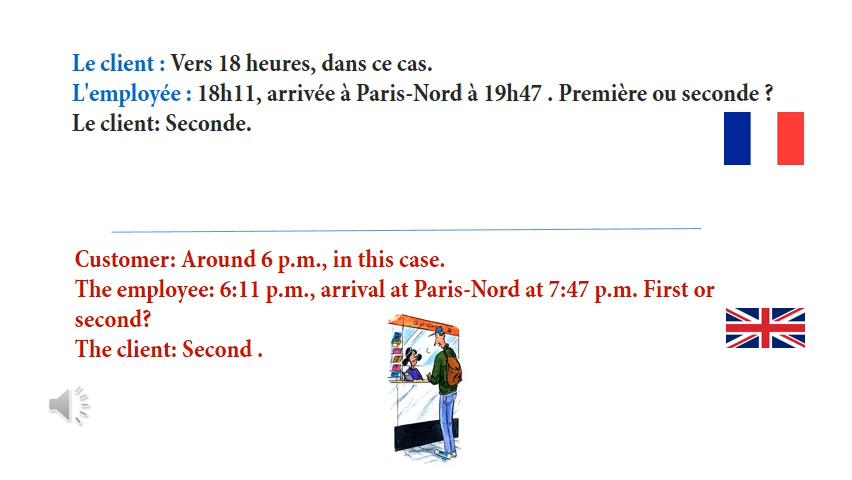 Le client : Vers 18 heures, dans ce cas.
L'employée : 18h11, arrivée à Paris-Nord à 19h47 . Première ou seconde ?
Le client: Seconde.
Customer: Around 6 p.m., in this case.
The employee: 6:11 p.m., arrival at Paris-Nord at 7:47 p.m. First or
second?
The client: Second .